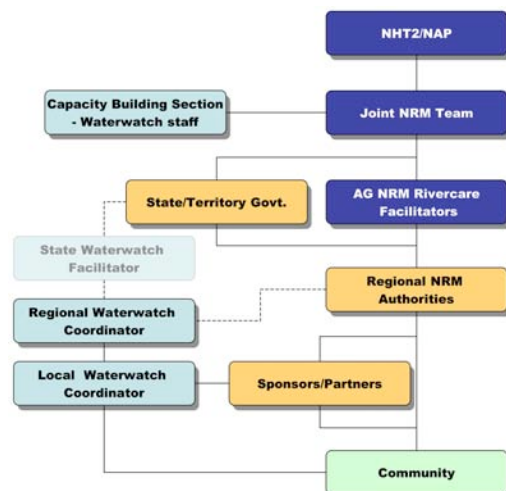 NHT2/NAP
Capacity Building Section
- Waterwatch staff
Joint NRM Team
State/Territory Govt.
AG NRM Rivercare
Facilitators
State Waterwatch
Facilitator
Regional NRM
Authorities
Regional Waterwatch
Coordinator
Local Waterwatch
Coordinator
Sponsors/Partners
Community